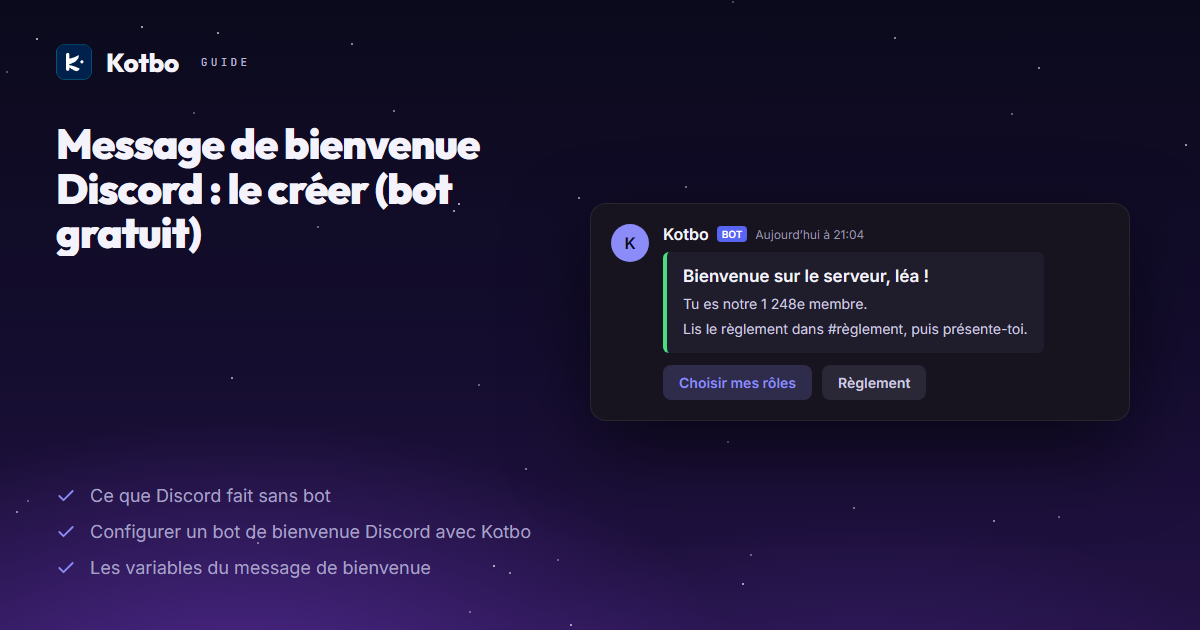 Kotbo GUIDE
Message de bienvenue
Discord : le créer (bot
gratuit)
K
Kotbo BOT Aujourd'hui à 21:04
Bienvenue sur le serveur, léa !
Tu es notre 1 248e membre.
Lis le règlement dans #règlement, puis présente-toi.
Choisir mes rôles Règlement
Ce que Discord fait sans bot
Configurer un bot de bienvenue Discord avec Kotbo
Les variables du message de bienvenue